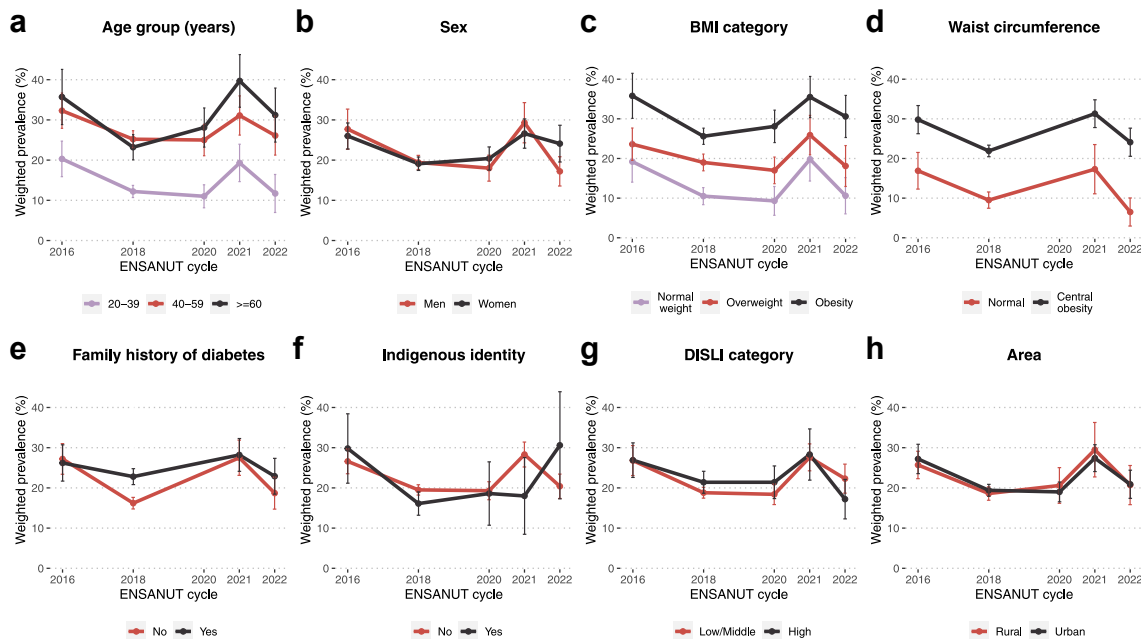 a
Age group (years)
Weighted prevalence (%)
40
30
20
10
0
2016
2018
2020
2021
2022
ENSANUT cycle
20–39
40–59
>=60
b
Sex
Weighted prevalence (%)
40
30
20
10
0
2016
2018
2020
2021
2022
ENSANUT cycle
Men
Women
c
BMI category
Weighted prevalence (%)
40
30
20
10
0
2016
2018
2020
2021
2022
ENSANUT cycle
Normal
weight
Overweight
Obesity
d
Waist circumference
Weighted prevalence (%)
40
30
20
10
0
2016
2018
2020
2021
2022
ENSANUT cycle
Normal
Central
obesity
e
Family history of diabetes
Weighted prevalence (%)
40
30
20
10
0
2016
2018
2020
2021
2022
ENSANUT cycle
No
Yes
f
Indigenous identity
Weighted prevalence (%)
40
30
20
10
0
2016
2018
2020
2021
2022
ENSANUT cycle
No
Yes
g
DISLI category
Weighted prevalence (%)
40
30
20
10
0
2016
2018
2020
2021
2022
ENSANUT cycle
Low/Middle
High
h
Area
Weighted prevalence (%)
40
30
20
10
0
2016
2018
2020
2021
2022
ENSANUT cycle
Rural
Urban